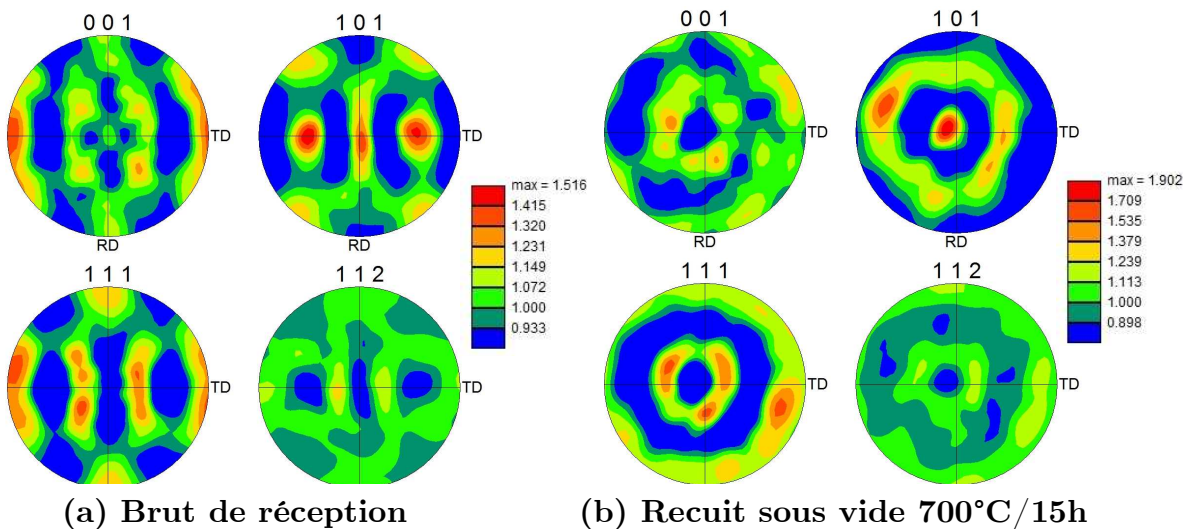 0 0 1
1 0 1
TD
TD
RD
1 1 1
1 1 2
TD
TD
max = 1.516
1.415
1.320
1.231
1.149
1.072
1.000
0.933
(a) Brut de réception
0 0 1
1 0 1
TD
TD
RD
1 1 1
1 1 2
TD
TD
max = 1.902
1.709
1.535
1.379
1.239
1.113
1.000
0.898
(b) Recuit sous vide 700°C/15h